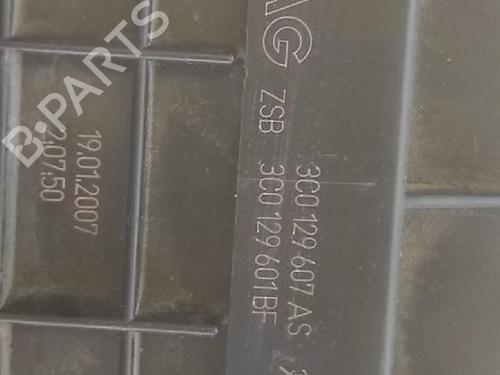 AG
3C0 129 607 AS
ZSB 3C0 129 601 BF
19.01.2007
2:07:50
B-PARTS